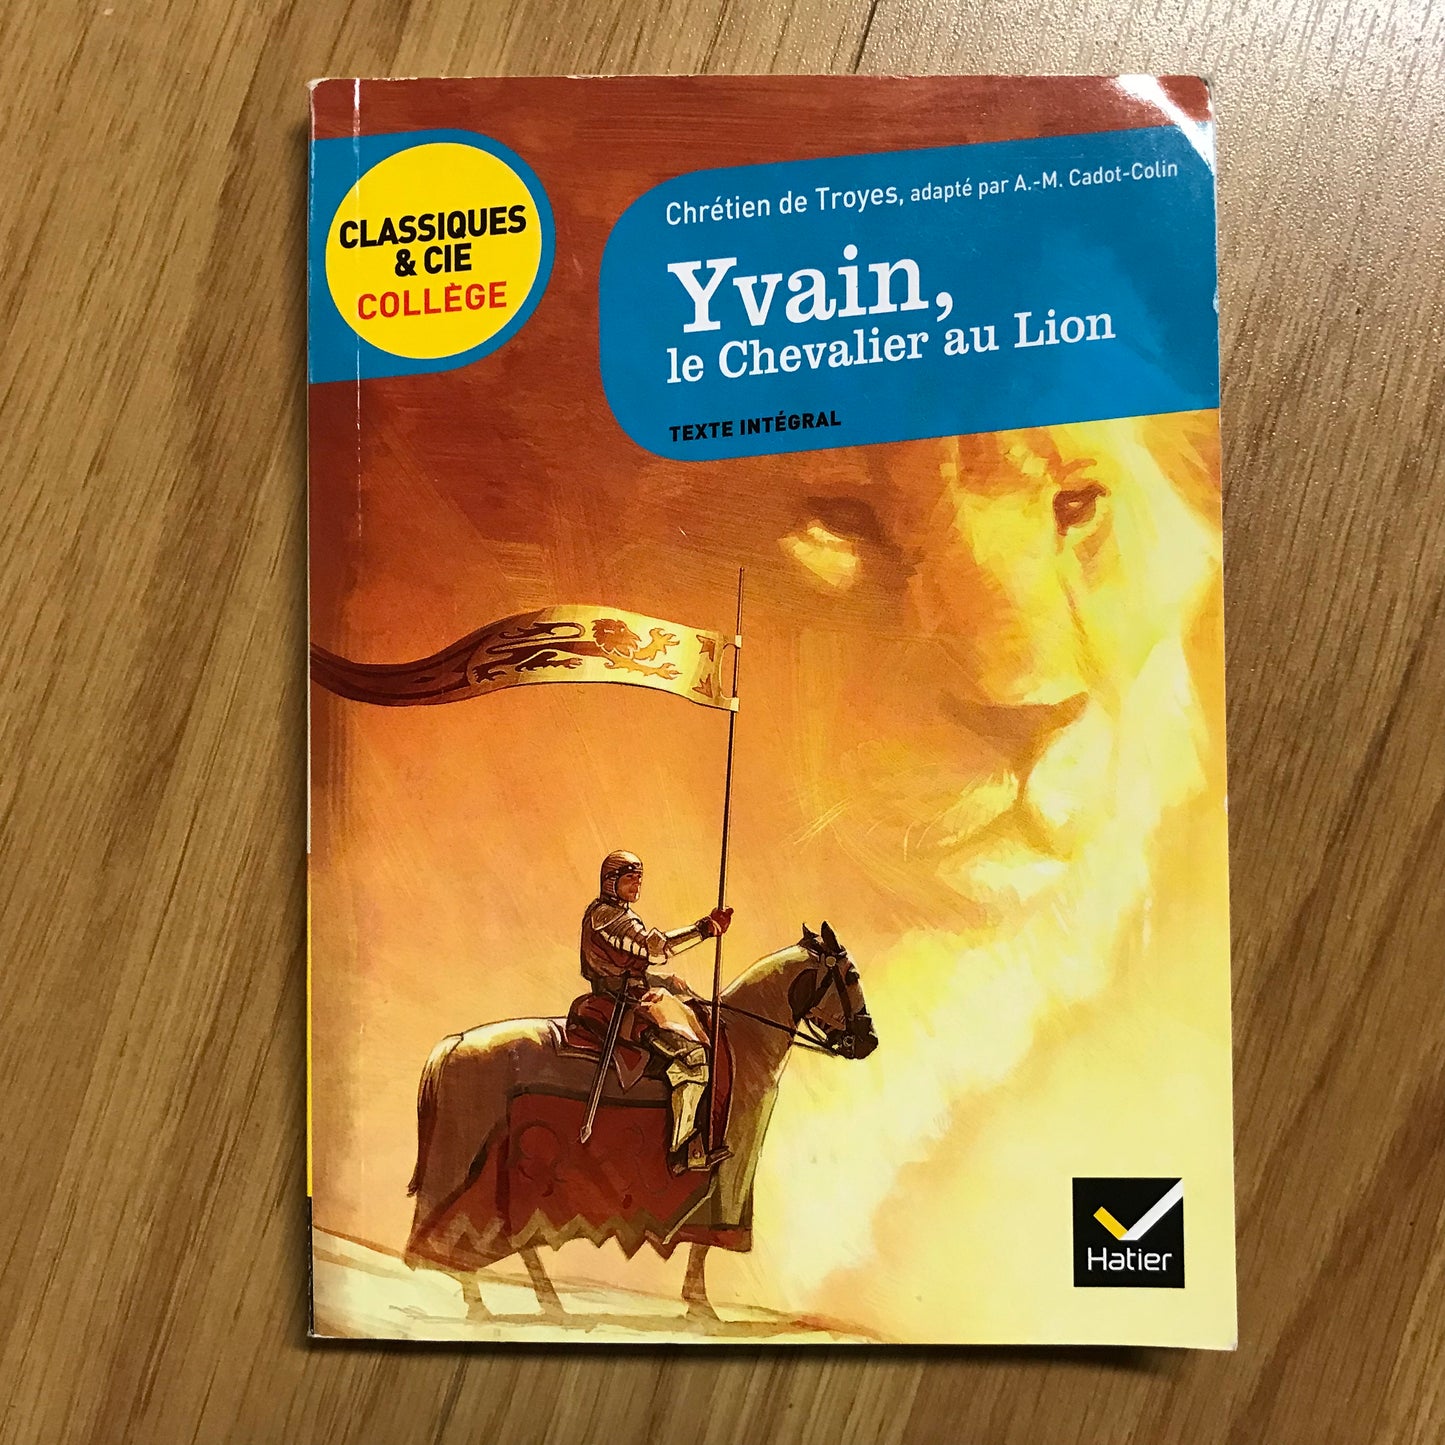 CLASSIQUES
& CIE
COLLÈGE
Chrétien de Troyes, adapté par A.-M. Cadot-Colin
Yvain,
le Chevalier au Lion
TEXTE INTÉGRAL
Hatier